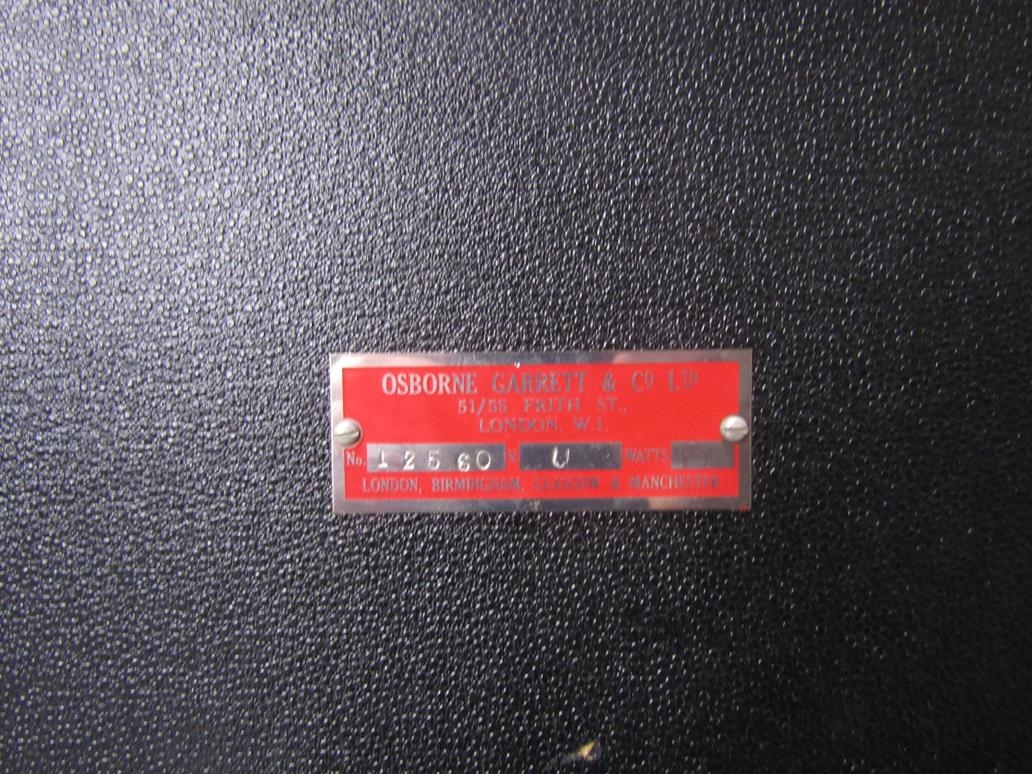 OSBORNE GARRETT & Co LTD
51/55 FRITH ST.,
LONDON, W.1.
No. 12560 V. U WATTS
LONDON, BIRMINGHAM, GLASGOW & MANCHESTER